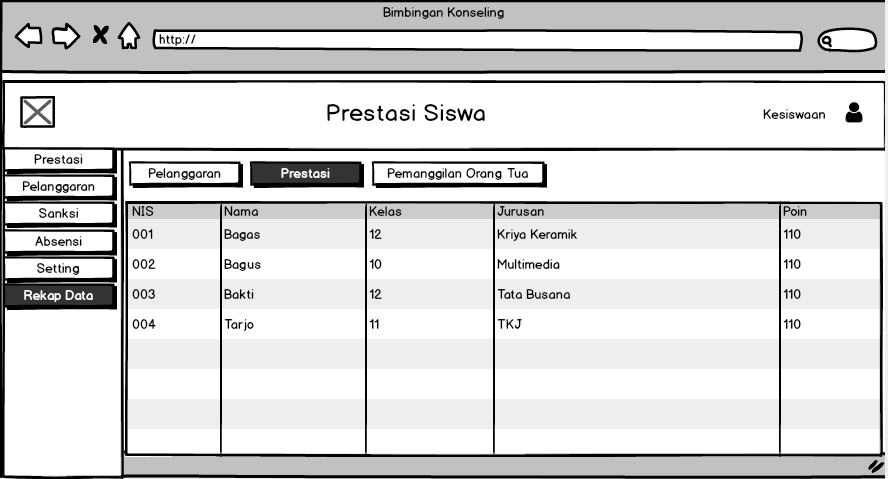 Bimbingan Konseling
http://
Prestasi Siswa
Kesiswaan
Prestasi
Pelanggaran
Sanksi
Absensi
Setting
Rekap Data
Pelanggaran Prestasi Pemanggilan Orang Tua
NIS Nama Kelas Jurusan Poin
001 Bagas 12 Kriya Keramik 110
002 Bagus 10 Multimedia 110
003 Bakti 12 Tata Busana 110
004 Tarjo 11 TKJ 110